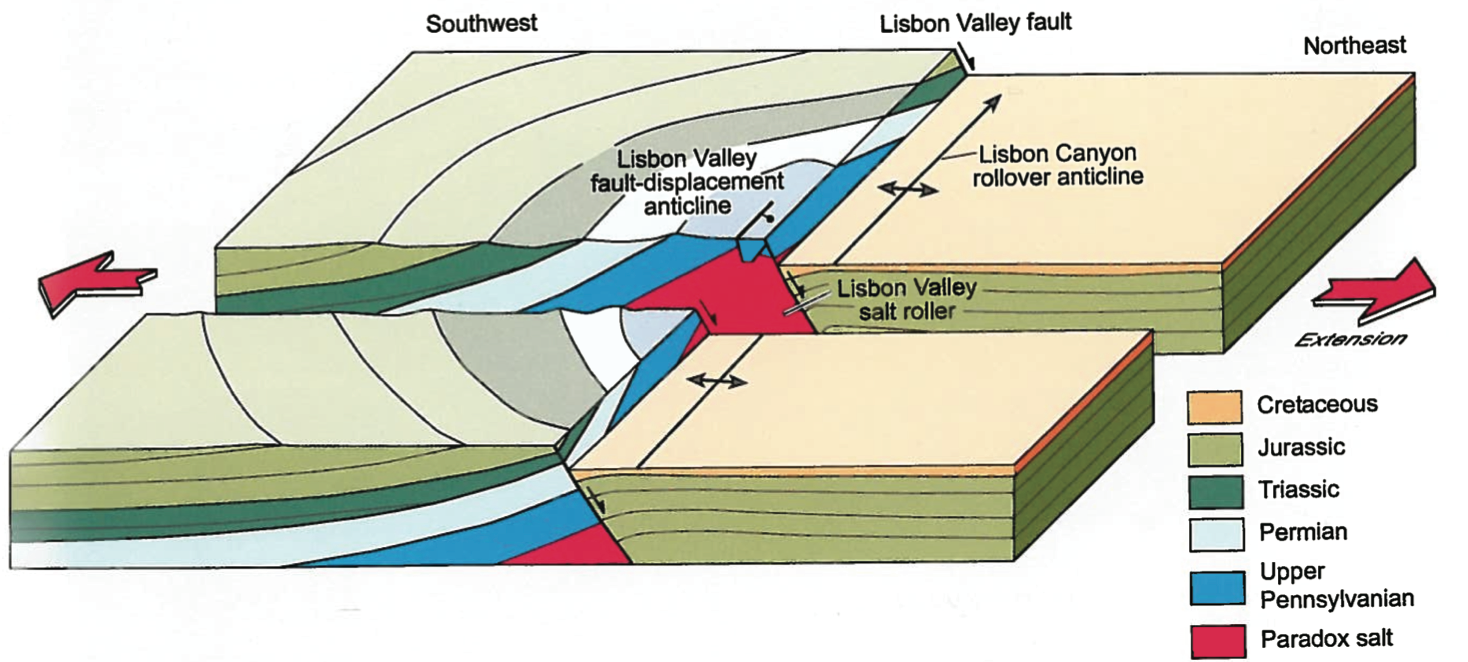 Southwest
Lisbon Valley fault
Northeast
Lisbon Valley
fault-displacement
anticline
Lisbon Canyon
rollover anticline
Lisbon Valley
salt roller
Extension
Cretaceous
Jurassic
Triassic
Permian
Upper
Pennsylvanian
Paradox salt